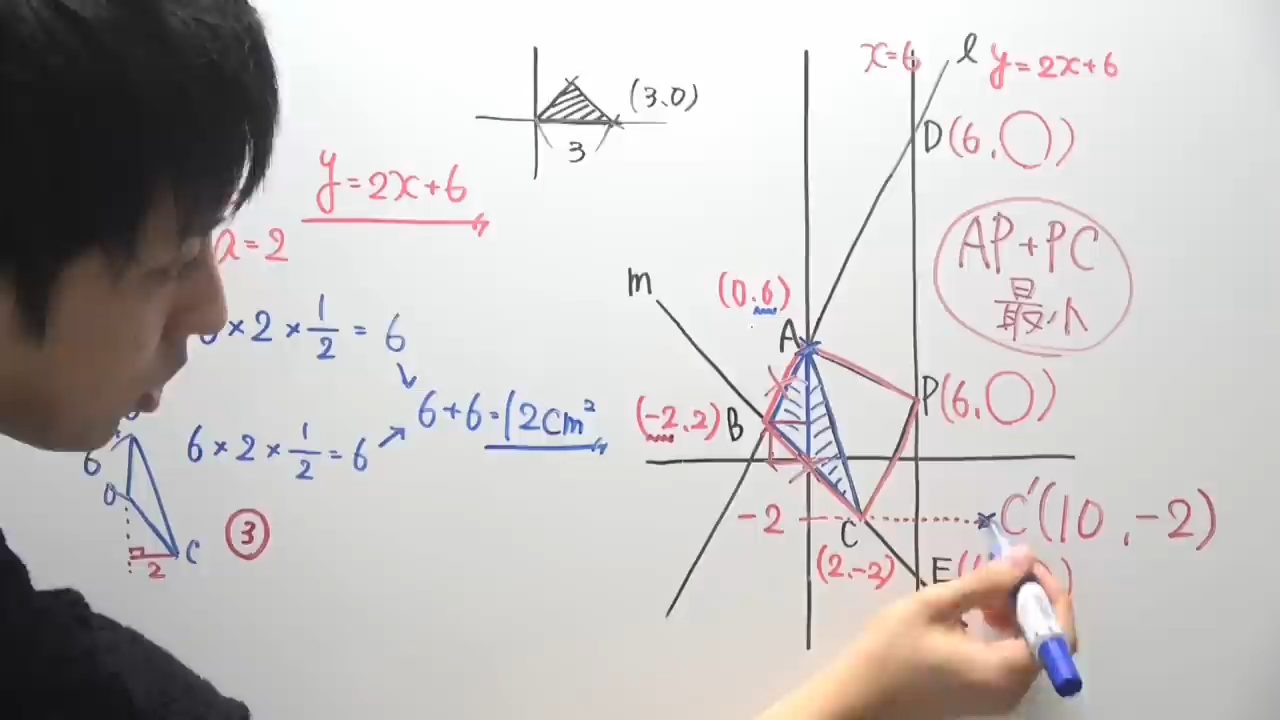 y=2x+6
a=2
×2×1/2=6
6×2×1/2=6
6+6=12cm²
6
O
C
2
③
(3.0)
3
x=6
l y=2x+6
D(6.○)
AP+PC
最小
m
(0.6)
A
(-2.2) B
P(6.○)
-2
C
(2.-2)
C'(10,-2)
E(